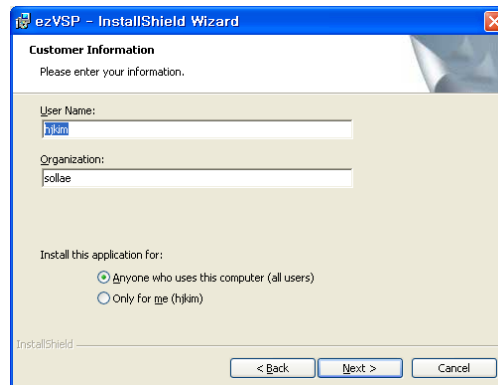 ezVSP - InstallShield Wizard
Customer Information
Please enter your information.
User Name:
hjkim
Organization:
sollae
Install this application for:
Anyone who uses this computer (all users)
Only for me (hjkim)
InstallShield
< Back Next > Cancel